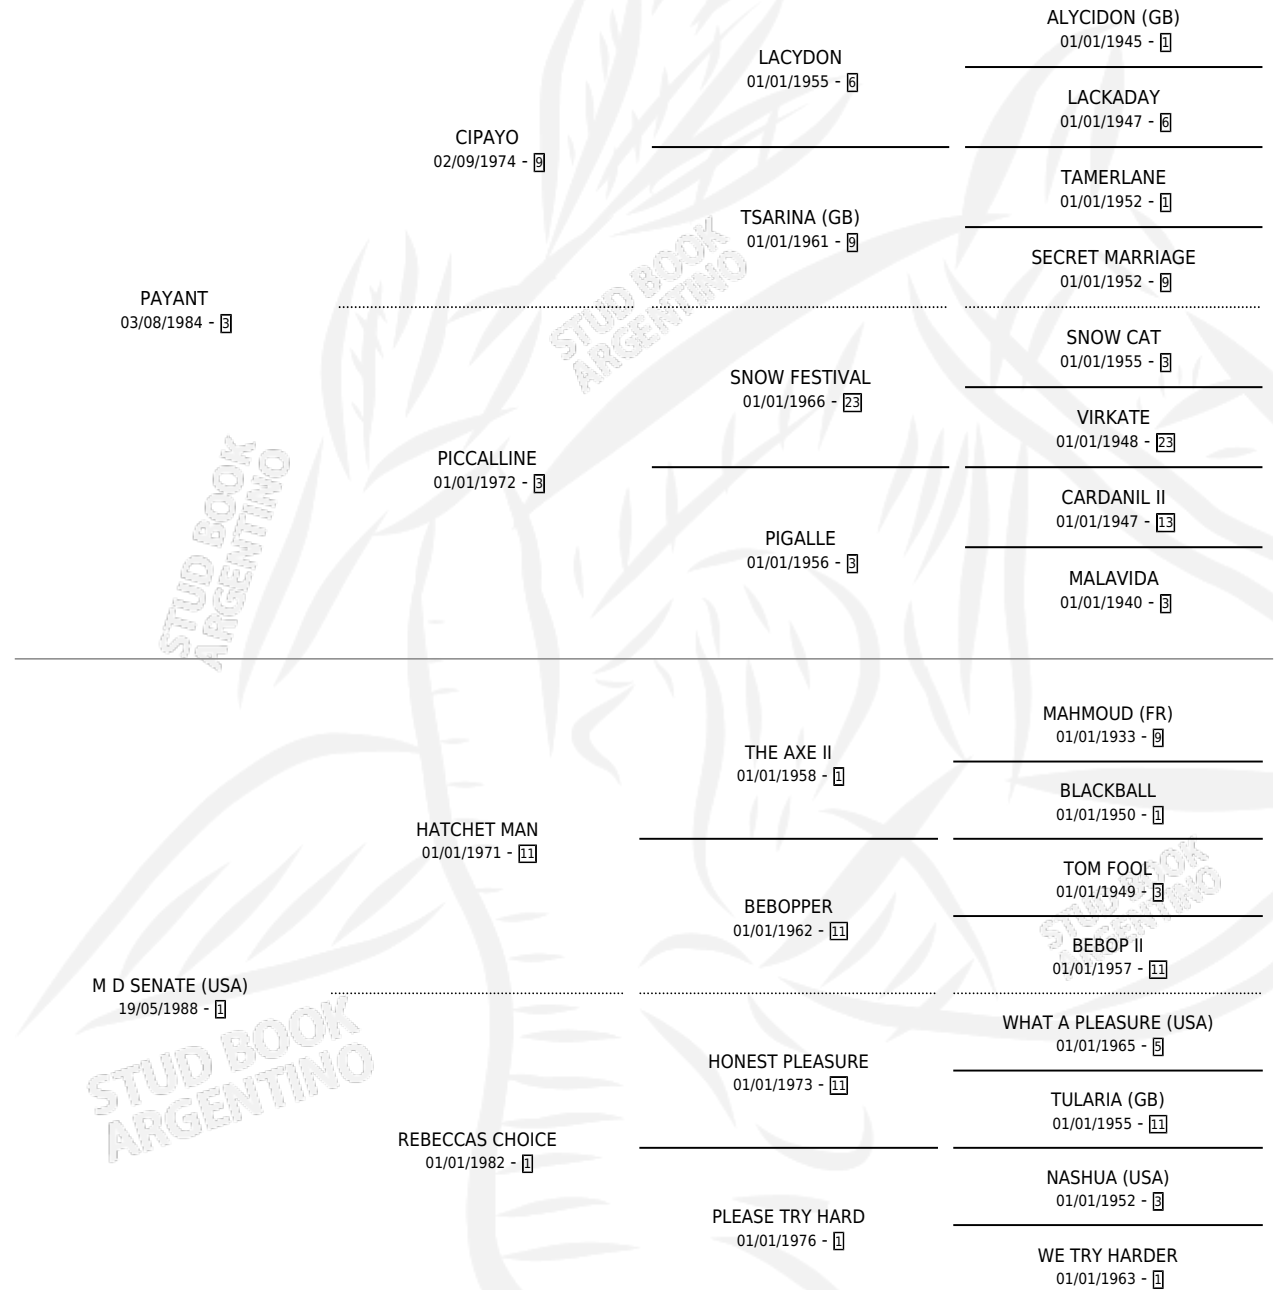 ALYCIDON (GB)
01/01/1945 - 1
LACYDON
01/01/1955 - 6
LACKADAY
01/01/1947 - 6
CIPAYO
02/09/1974 - 9
TAMERLANE
01/01/1952 - 1
TSARINA (GB)
01/01/1961 - 9
SECRET MARRIAGE
01/01/1952 - 9
PAYANT
03/08/1984 - 3
STUD BOOK
ARGENTINO
SNOW CAT
01/01/1955 - 3
SNOW FESTIVAL
01/01/1966 - 23
VIRKATE
01/01/1948 - 23
PICCALLINE
01/01/1972 - 3
CARDANIL II
01/01/1947 - 13
PIGALLE
01/01/1956 - 3
MALAVIDA
01/01/1940 - 3
STUD BOOK
ARGENTINO
MAHMOUD (FR)
01/01/1933 - 9
THE AXE II
01/01/1958 - 1
BLACKBALL
01/01/1950 - 1
HATCHET MAN
01/01/1971 - 11
TOM FOOL
01/01/1949 - 3
BEBOPPER
01/01/1962 - 11
STUD BOOK
ARGENTINO
BEBOP II
01/01/1957 - 11
M D SENATE (USA)
19/05/1988 - 1
STUD BOOK
ARGENTINO
WHAT A PLEASURE (USA)
01/01/1965 - 5
HONEST PLEASURE
01/01/1973 - 11
TULARIA (GB)
01/01/1955 - 11
REBECCAS CHOICE
01/01/1982 - 1
NASHUA (USA)
01/01/1952 - 3
PLEASE TRY HARD
01/01/1976 - 1
WE TRY HARDER
01/01/1963 - 1